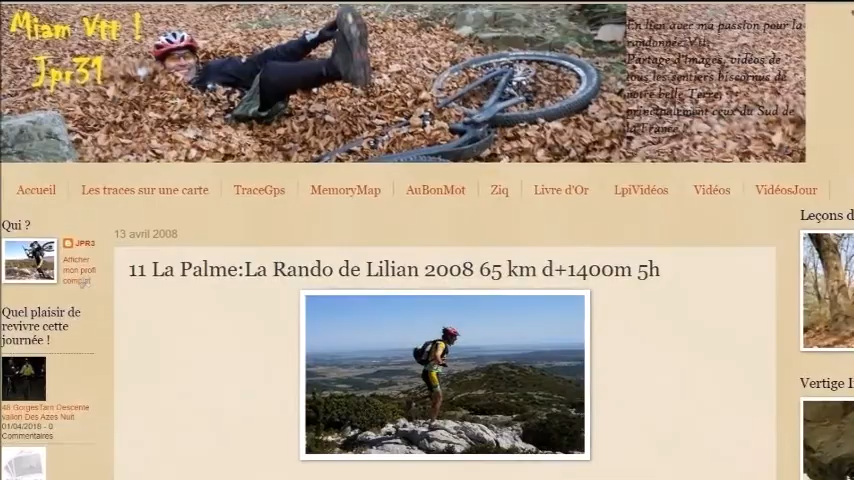 Miam Vtt !
Jpr31
En lien avec ma passion pour la
randonnée Vtt.
Partage d'Images, vidéos de
tous les sentiers biscornus de
notre belle Terre,
principalement ceux du Sud de
la France !
Accueil
Les traces sur une carte
TraceGps
MemoryMap
AuBonMot
Ziq
Livre d'Or
LpiVidéos
Vidéos
VidéosJour
Qui ?
JPR3
Afficher
mon profi
complet
Quel plaisir de
revivre cette
journée !
48 GorgesTarn Descente
vallon Des Azes Nuit
01/04/2018 - 0
Commentaires
13 avril 2008
11 La Palme:La Rando de Lilian 2008 65 km d+1400m 5h
Leçons d
Vertige I